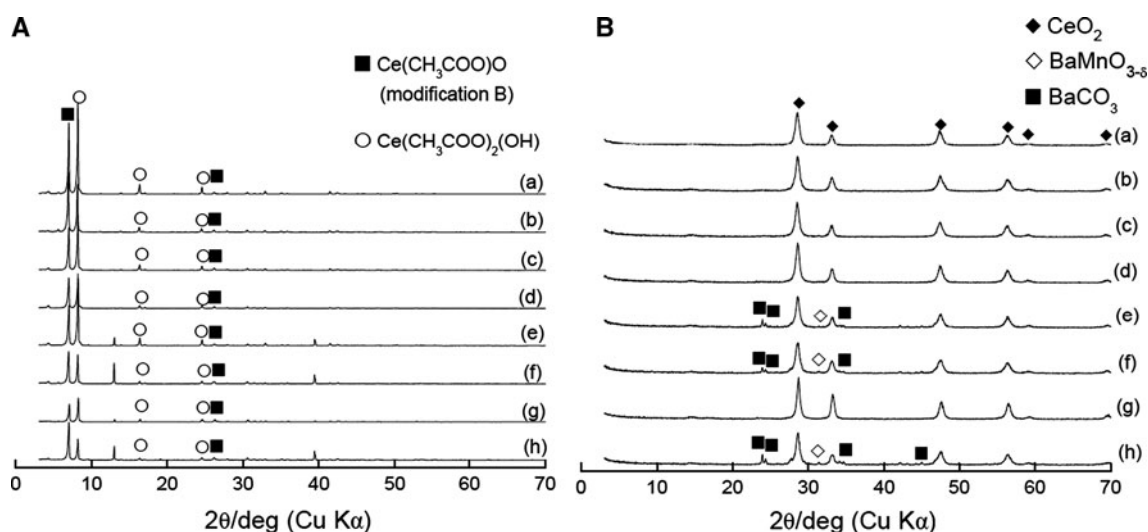 A
■ Ce(CH₃COO)O
(modification B)
○ Ce(CH₃COO)₂(OH)
(a)
(b)
(c)
(d)
(e)
(f)
(g)
(h)
0 10 20 30 40 50 60 70
2θ/deg (Cu Kα)
B
◆ CeO₂
◇ BaMnO₃₋δ
■ BaCO₃
(a)
(b)
(c)
(d)
(e)
(f)
(g)
(h)
0 10 20 30 40 50 60 70
2θ/deg (Cu Kα)